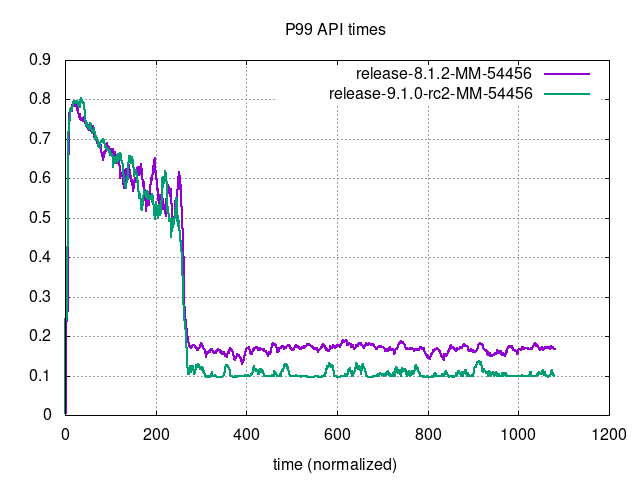 P99 API times
0.9
0.8
0.7
0.6
0.5
0.4
0.3
0.2
0.1
0
release-8.1.2-MM-54456
release-9.1.0-rc2-MM-54456
0 200 400 600 800 1000 1200
time (normalized)